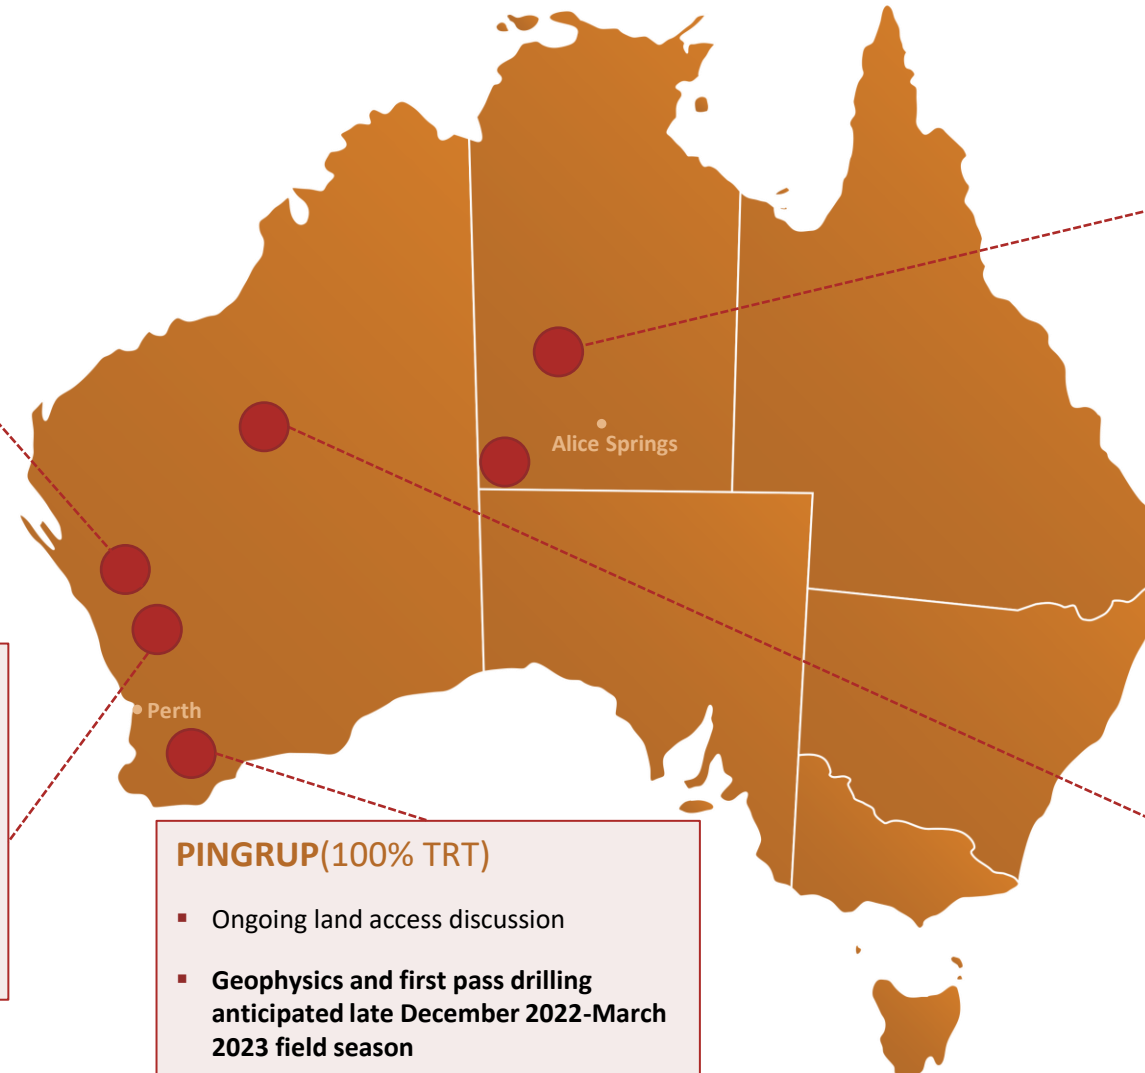 Alice Springs
Perth
PINGRUP(100% TRT)
▪ Ongoing land access discussion
▪ Geophysics and first pass drilling
anticipated late December 2022-March
2023 field season